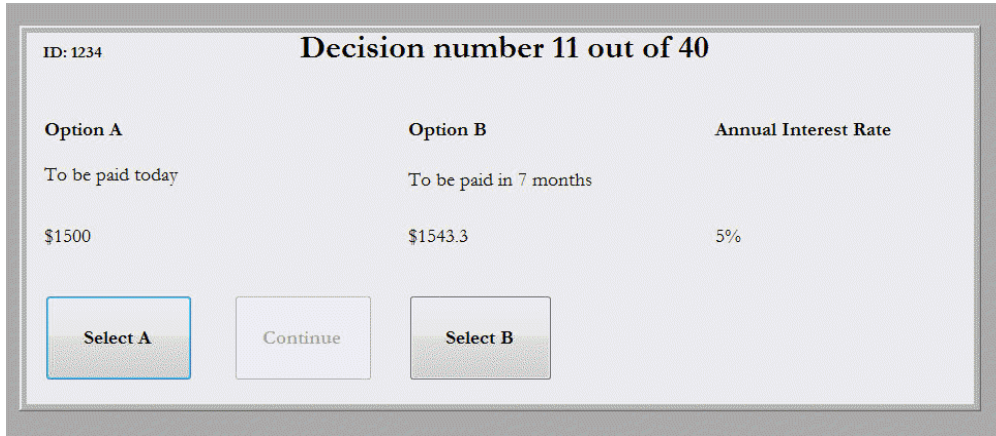 ID: 1234
Decision number 11 out of 40
Option A
Option B
Annual Interest Rate
To be paid today
To be paid in 7 months
$1500
$1543.3
5%
Select A
Continue
Select B